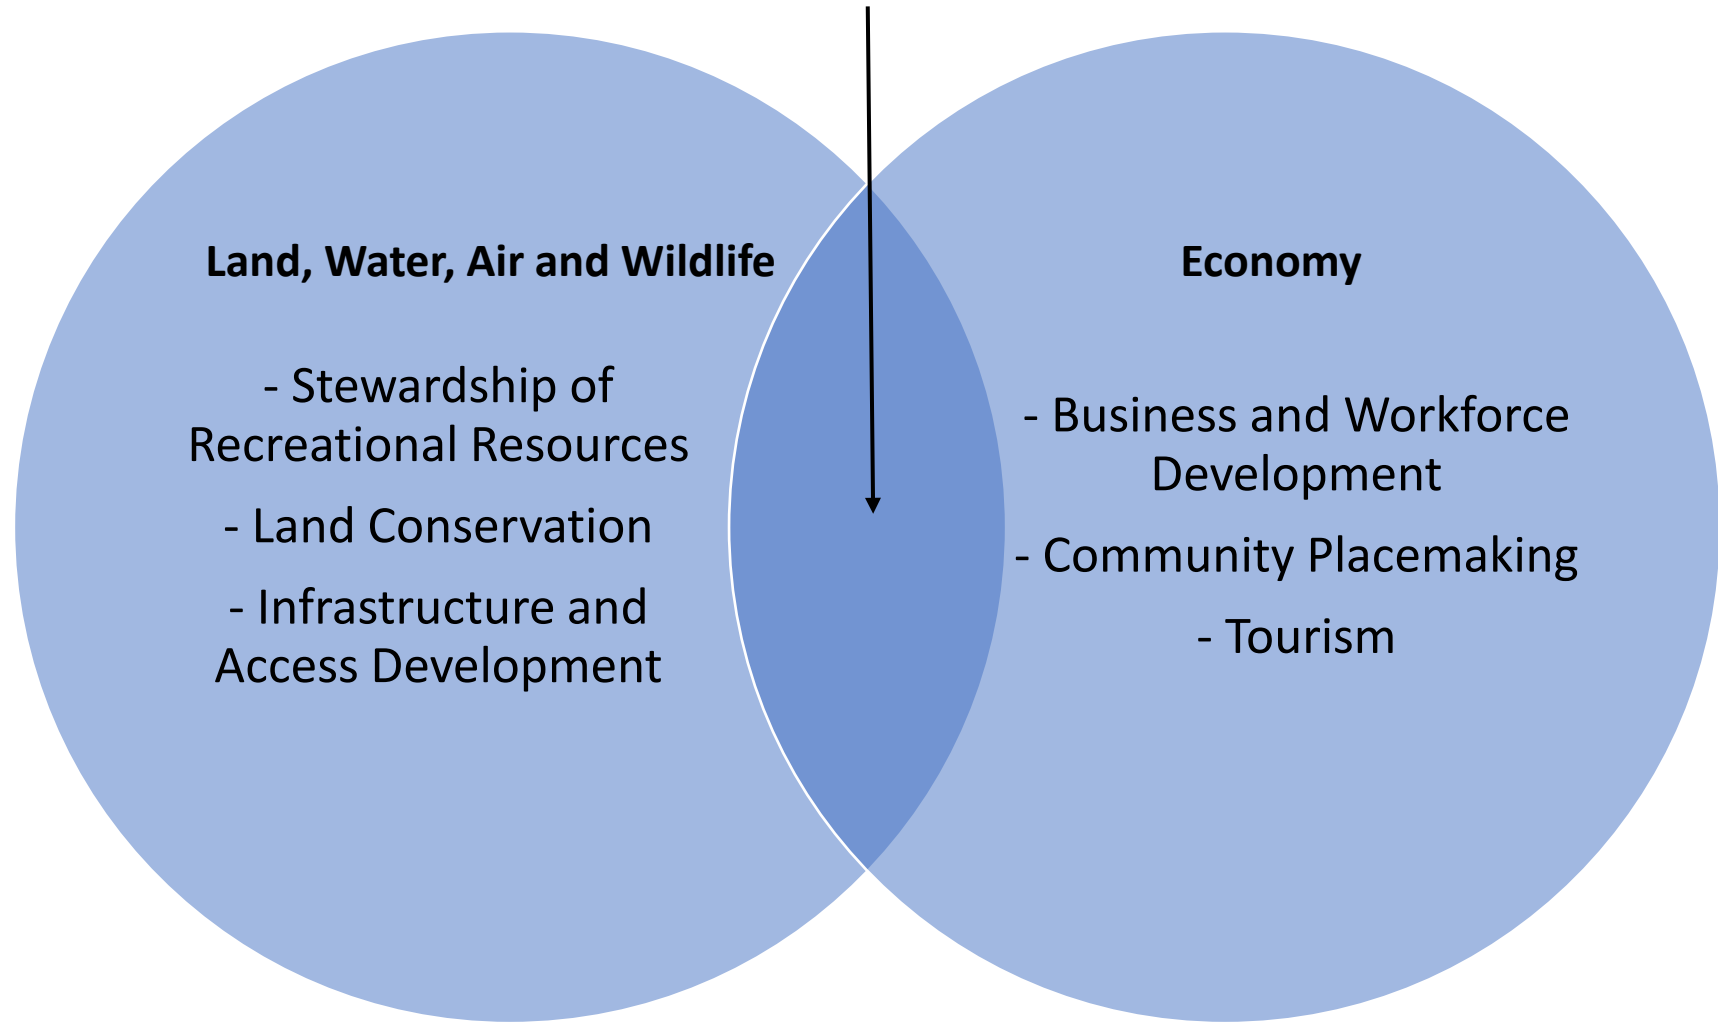 Land, Water, Air and Wildlife
- Stewardship of
Recreational Resources
- Land Conservation
- Infrastructure and
Access Development
Economy
- Business and Workforce
Development
- Community Placemaking
- Tourism